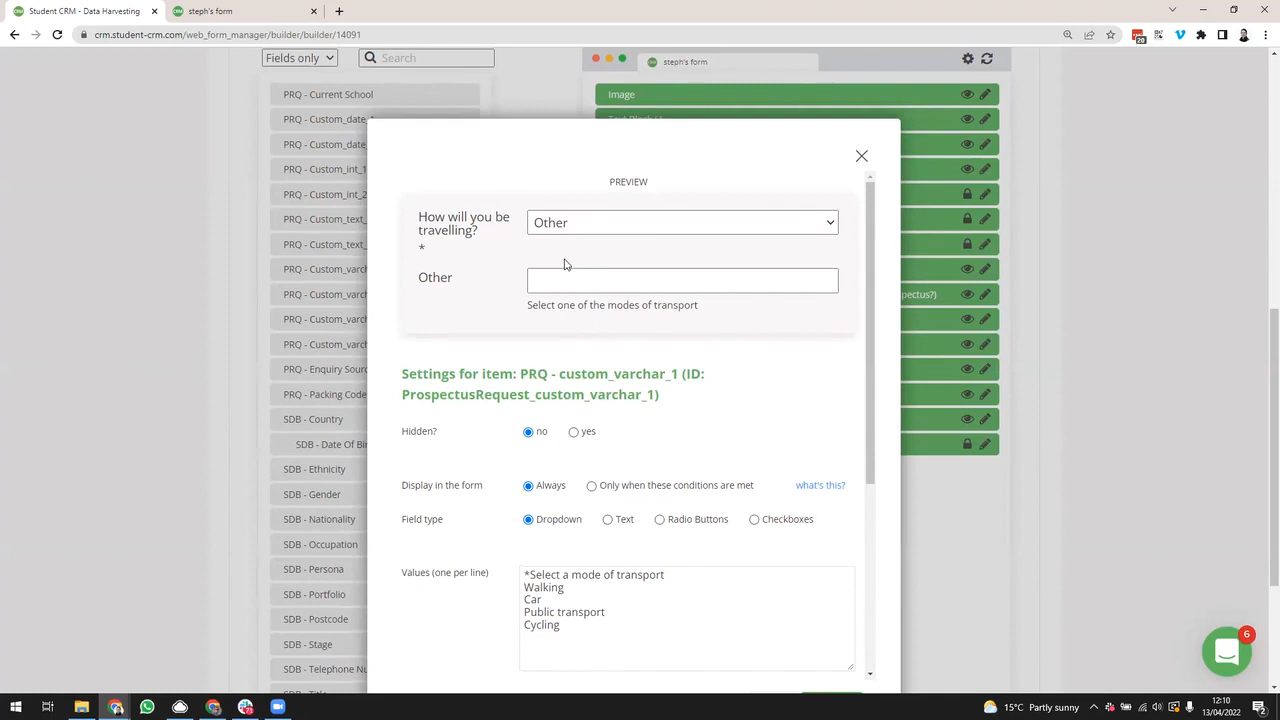 Student CRM - Data Harvesting
steph's form
crm.student-crm.com/web_form_manager/builder/builder/14091
20
Fields only
Search
steph's form
PRQ - Current School
PRQ - Custom_date_
PRQ - Custom_date_
PRQ - Custom_int_1
PRQ - Custom_int_2
PRQ - Custom_text_
PRQ - Custom_text_
PRQ - Custom_varch
PRQ - Custom_varch
PRQ - Custom_varch
PRQ - Custom_varch
PRQ - Enquiry Sourc
PRQ - Packing Code
SDB - Country
SDB - Date Of Bir
SDB - Ethnicity
SDB - Gender
SDB - Nationality
SDB - Occupation
SDB - Persona
SDB - Portfolio
SDB - Postcode
SDB - Stage
SDB - Telephone Nu
Image
pectus?)
PREVIEW
How will you be travelling?
*
Other
Other
Select one of the modes of transport
Settings for item: PRQ - custom_varchar_1 (ID:
ProspectusRequest_custom_varchar_1)
Hidden?
no
yes
Display in the form
Always
Only when these conditions are met
what's this?
Field type
Dropdown
Text
Radio Buttons
Checkboxes
Values (one per line)
*Select a mode of transport
Walking
Car
Public transport
Cycling
6
15°C Partly sunny
12:10
13/04/2022
2